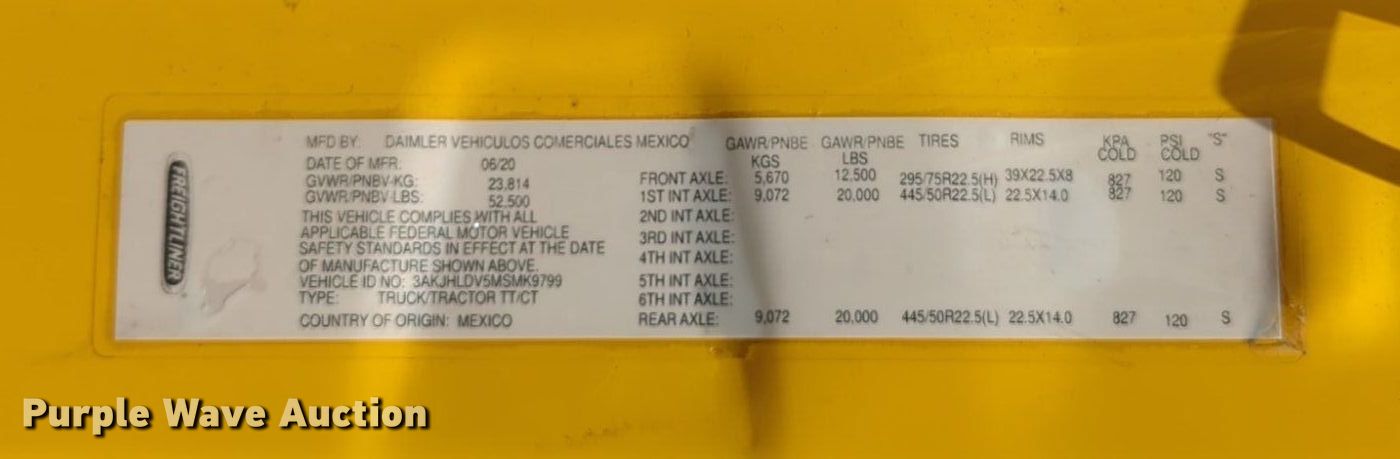 FREIGHTLINER
MFD BY: DAIMLER VEHICULOS COMERCIALES MEXICO GAWR/PNBE GAWR/PNBE TIRES RIMS KPA PSI "S"
DATE OF MFR: 06/20 KGS LBS COLD COLD
GVWR/PNBV-KG: 23,814 FRONT AXLE: 5,670 12,500 295/75R22.5(H) 39X22.5X8 827 120 S
GVWR/PNBV-LBS: 52,500 1ST INT AXLE: 9,072 20,000 445/50R22.5(L) 22.5X14.0 827 120 S
THIS VEHICLE COMPLIES WITH ALL 2ND INT AXLE:
APPLICABLE FEDERAL MOTOR VEHICLE 3RD INT AXLE:
SAFETY STANDARDS IN EFFECT AT THE DATE 4TH INT AXLE:
OF MANUFACTURE SHOWN ABOVE.
VEHICLE ID NO: 3AKJHLDV5MSMK9799 5TH INT AXLE:
TYPE: TRUCK/TRACTOR TT/CT 6TH INT AXLE:
COUNTRY OF ORIGIN: MEXICO REAR AXLE: 9,072 20,000 445/50R22.5(L) 22.5X14.0 827 120 S
Purple Wave Auction